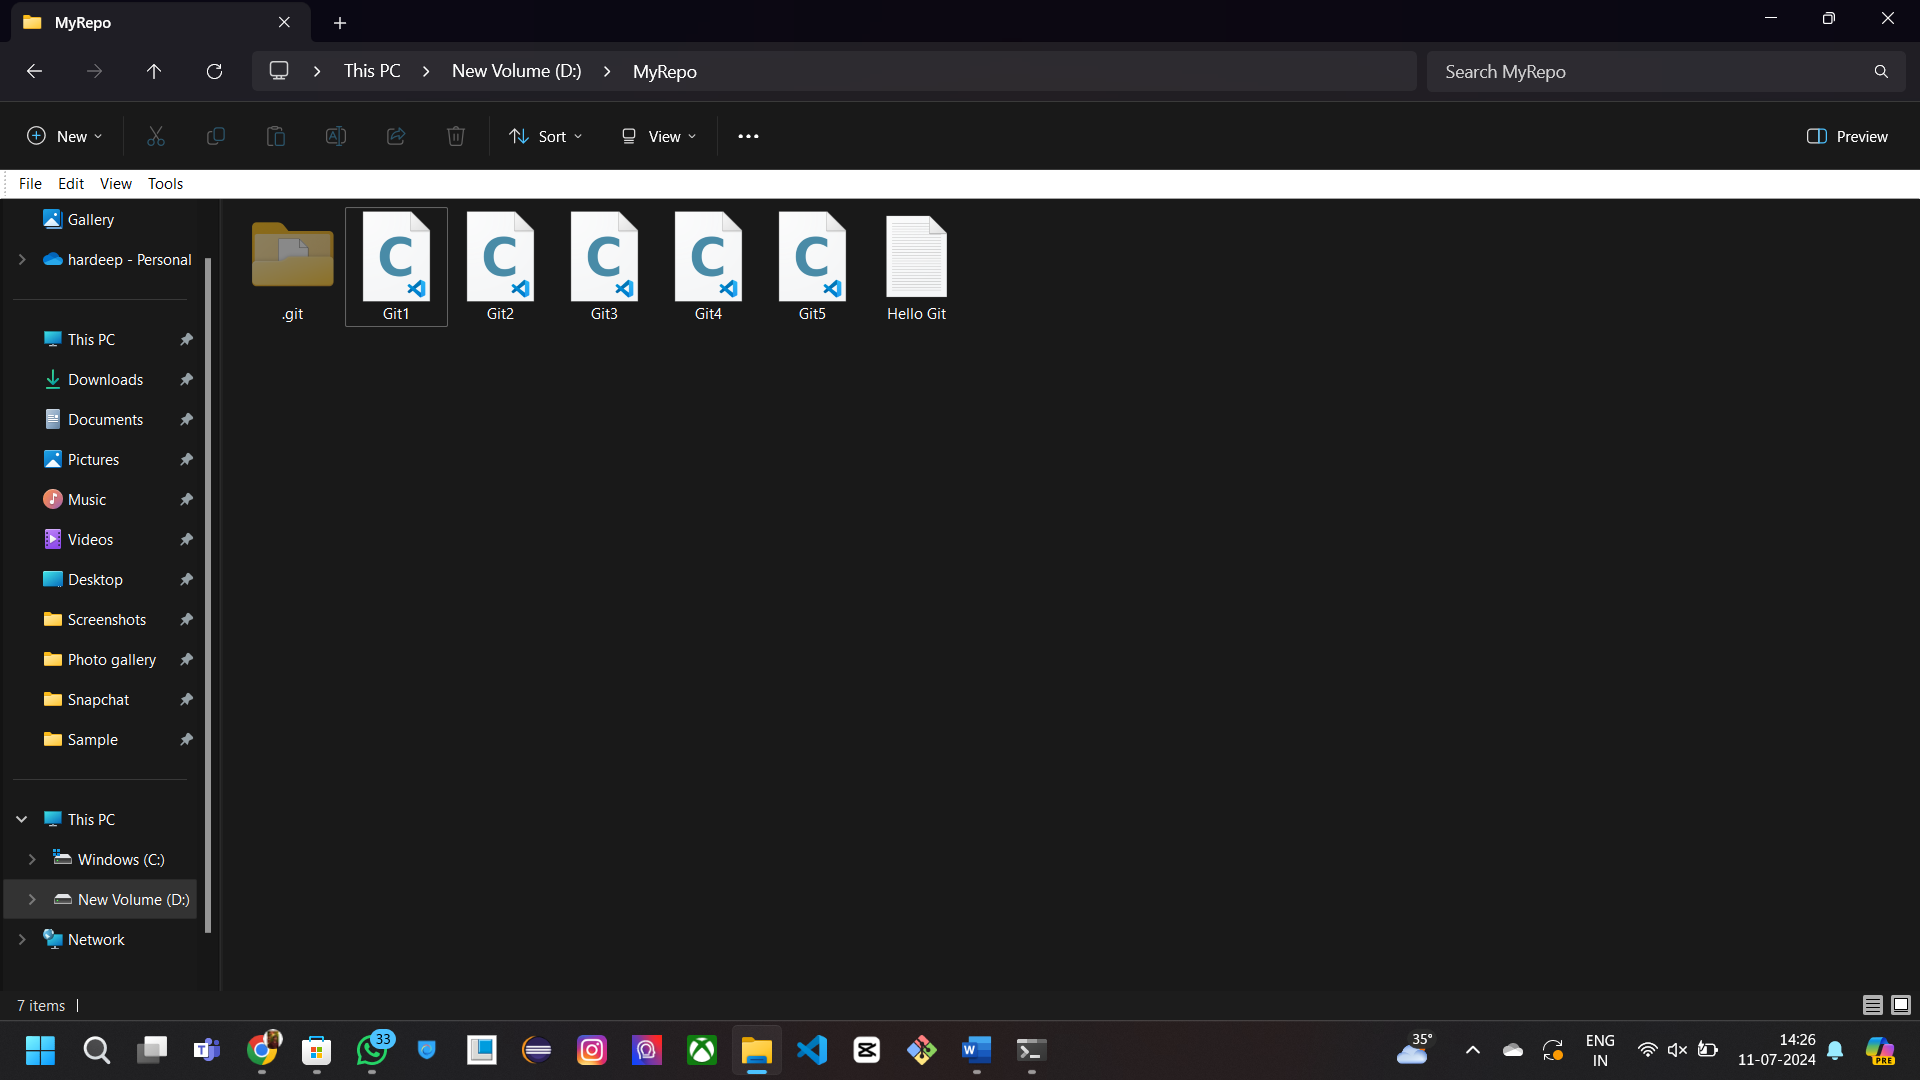 MyRepo
This PC
New Volume (D:)
MyRepo
Search MyRepo
New
Sort
View
Preview
File Edit View Tools
Gallery
hardeep - Personal
This PC
Downloads
Documents
Pictures
Music
Videos
Desktop
Screenshots
Photo gallery
Snapchat
Sample
This PC
Windows (C:)
New Volume (D:)
Network
C
C
C
C
C
.git
Git1
Git2
Git3
Git4
Git5
Hello Git
7 items
T
33
W
35°
ENG
IN
14:26
11-07-2024
PRE